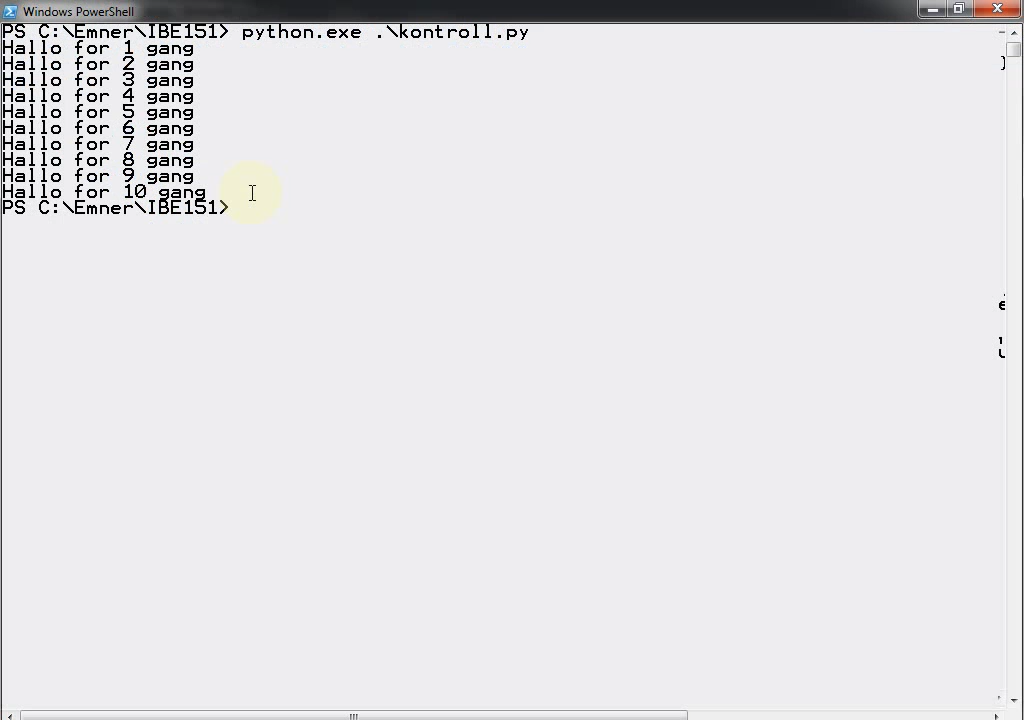 Windows PowerShell
PS C:\Emner\IBE151> python.exe .\kontroll.py
Hallo for 1 gang
Hallo for 2 gang
Hallo for 3 gang
Hallo for 4 gang
Hallo for 5 gang
Hallo for 6 gang
Hallo for 7 gang
Hallo for 8 gang
Hallo for 9 gang
Hallo for 10 gang
PS C:\Emner\IBE151>